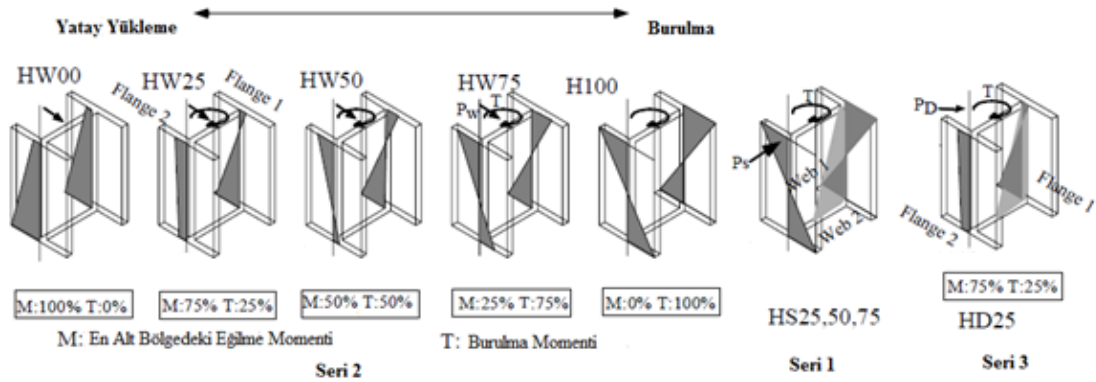 Yatay Yükleme
Burulma
HW00
HW25
HW50
HW75
H100
Flange 2
Flange 1
T
T
Pw
T
Ps
Web 1
Web 2
PD
T
Flange 1
Flange 2
M:100% T:0%
M:75% T:25%
M:50% T:50%
M:25% T:75%
M:0% T:100%
M:75% T:25%
HS25,50,75
HD25
M: En Alt Bölgedeki Eğilme Momenti
T: Burulma Momenti
Seri 2
Seri 1
Seri 3